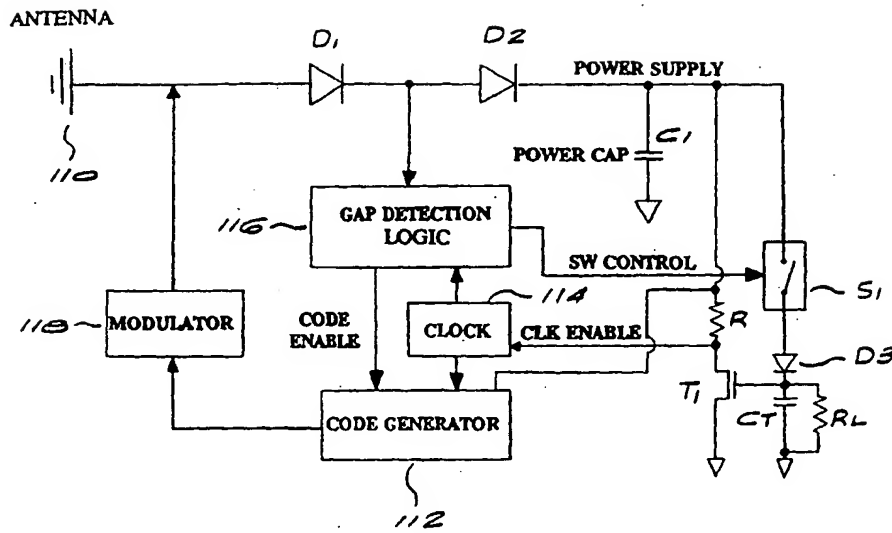 ANTENNA
D1
D2
POWER SUPPLY
110
C1
POWER CAP
116
GAP DETECTION
LOGIC
SW CONTROL
S1
114
118
MODULATOR
CODE
ENABLE
CLOCK
CLK ENABLE
R
D3
T1
CT
RL
CODE GENERATOR
112